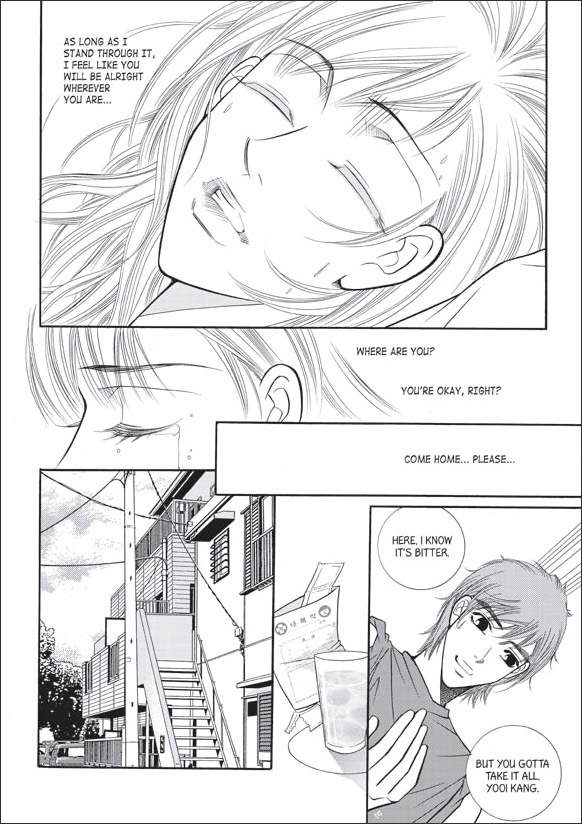 AS LONG AS I
STAND THROUGH IT,
I FEEL LIKE YOU
WILL BE ALRIGHT
WHEREVER
YOU ARE...
WHERE ARE YOU?
YOU'RE OKAY, RIGHT?
COME HOME... PLEASE...
HERE. I KNOW
IT'S BITTER.
BUT YOU GOTTA
TAKE IT ALL,
YOOI KANG.